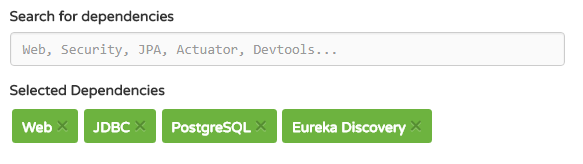 Search for dependencies
Web, Security, JPA, Actuator, Devtools...
Selected Dependencies
Web × JDBC × PostgreSQL × Eureka Discovery ×